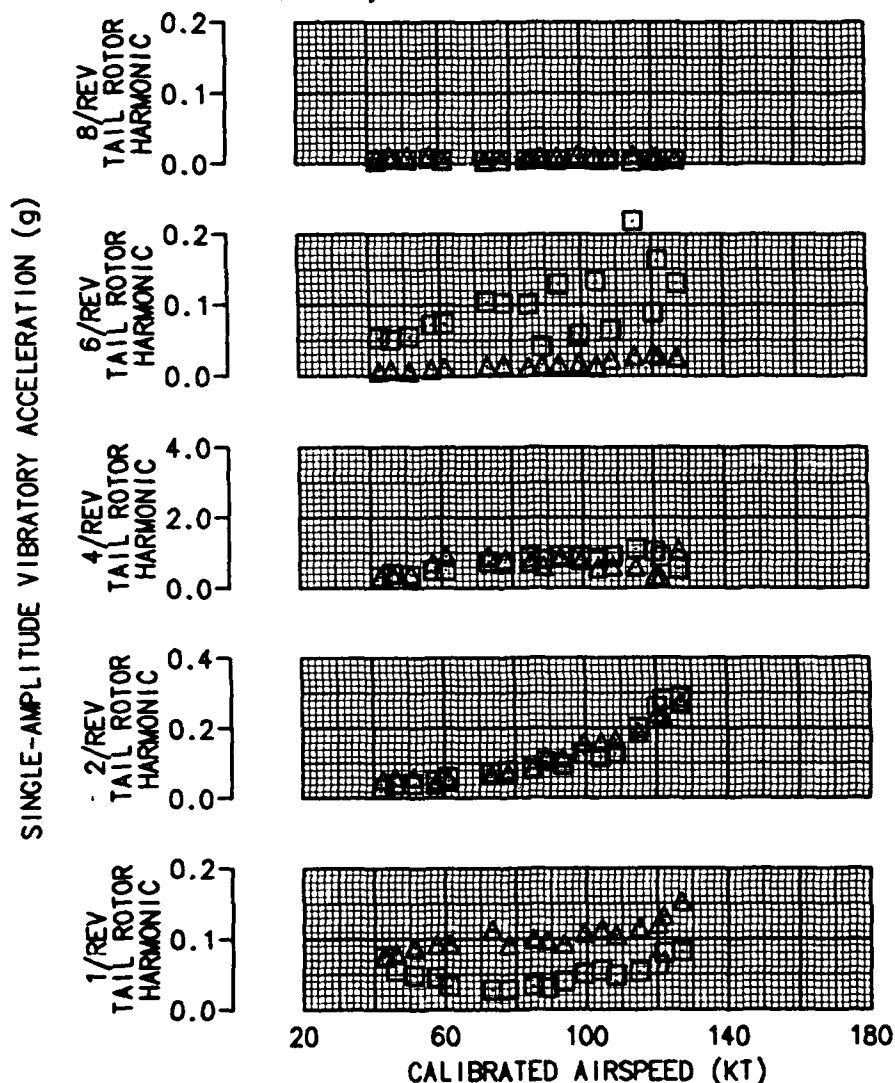 SINGLE-AMPLITUDE VIBRATORY ACCELERATION (g)
8/REV
TAIL ROTOR
HARMONIC
0.2
0.1
0.0
6/REV
TAIL ROTOR
HARMONIC
0.2
0.1
0.0
4/REV
TAIL ROTOR
HARMONIC
4.0
2.0
0.0
2/REV
TAIL ROTOR
HARMONIC
0.4
0.2
0.0
1/REV
TAIL ROTOR
HARMONIC
0.2
0.1
0.0
20 60 100 140 180
CALIBRATED AIRSPEED (KT)